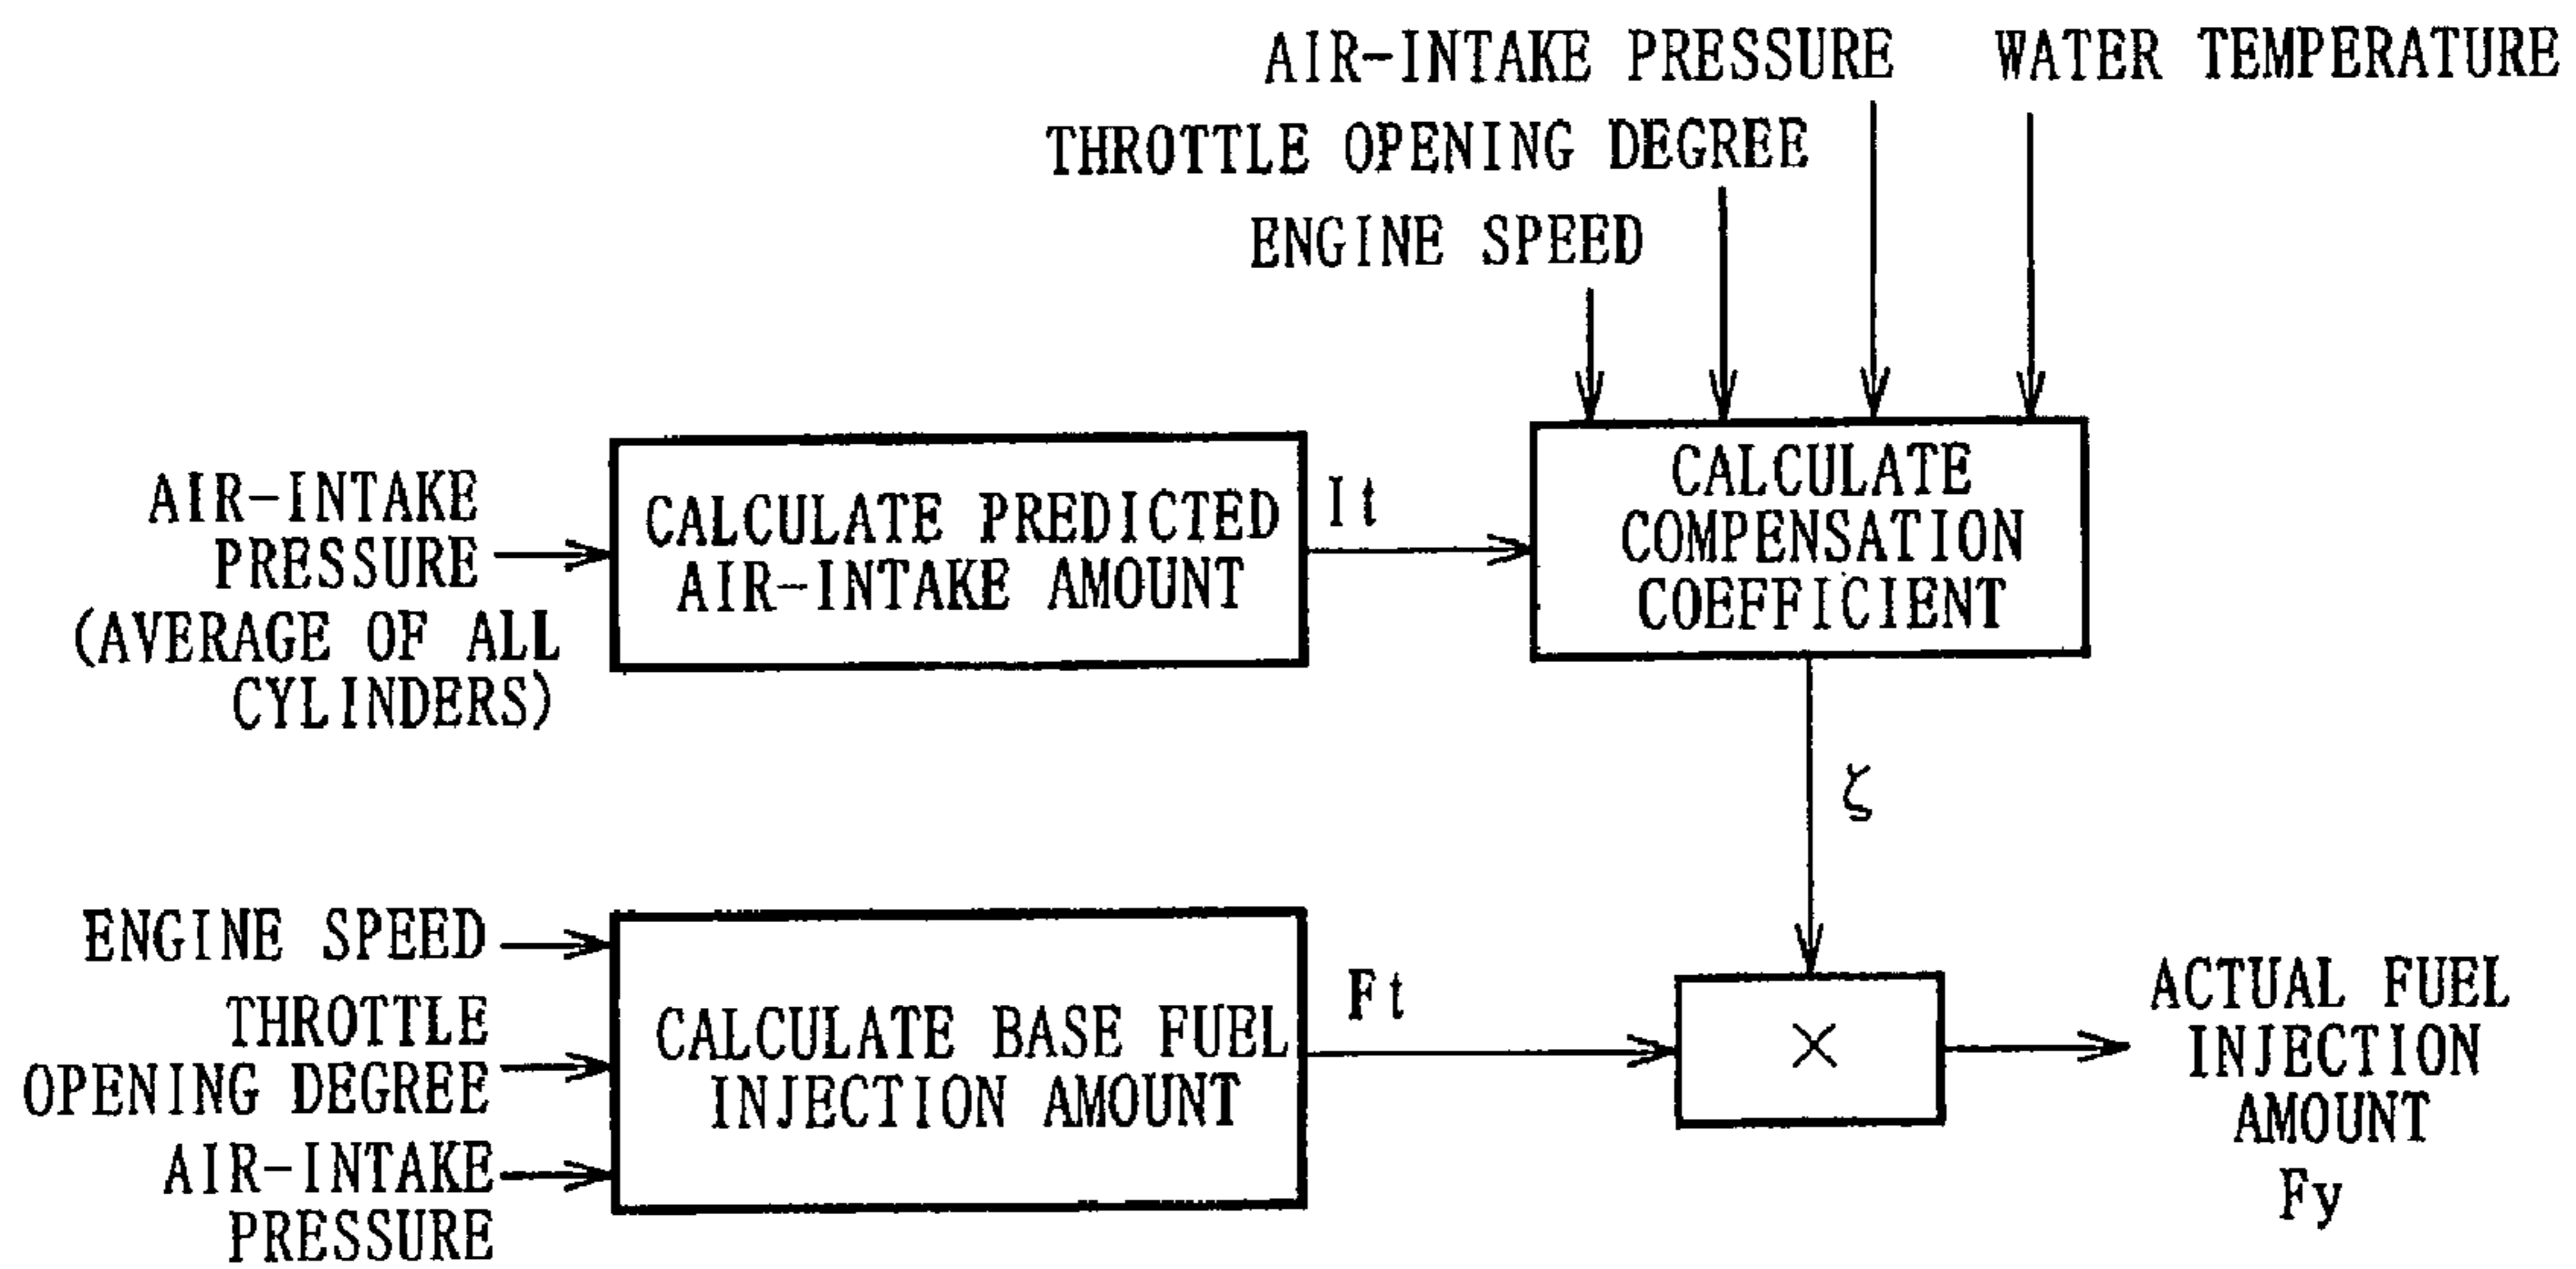 AIR-INTAKE PRESSURE
WATER TEMPERATURE
THROTTLE OPENING DEGREE
ENGINE SPEED
AIR-INTAKE
PRESSURE
(AVERAGE OF ALL
CYLINDERS)
CALCULATE PREDICTED
AIR-INTAKE AMOUNT
It
CALCULATE
COMPENSATION
COEFFICIENT
ζ
ENGINE SPEED
THROTTLE
OPENING DEGREE
AIR-INTAKE
PRESSURE
CALCULATE BASE FUEL
INJECTION AMOUNT
Ft
×
ACTUAL FUEL
INJECTION
AMOUNT
Fy